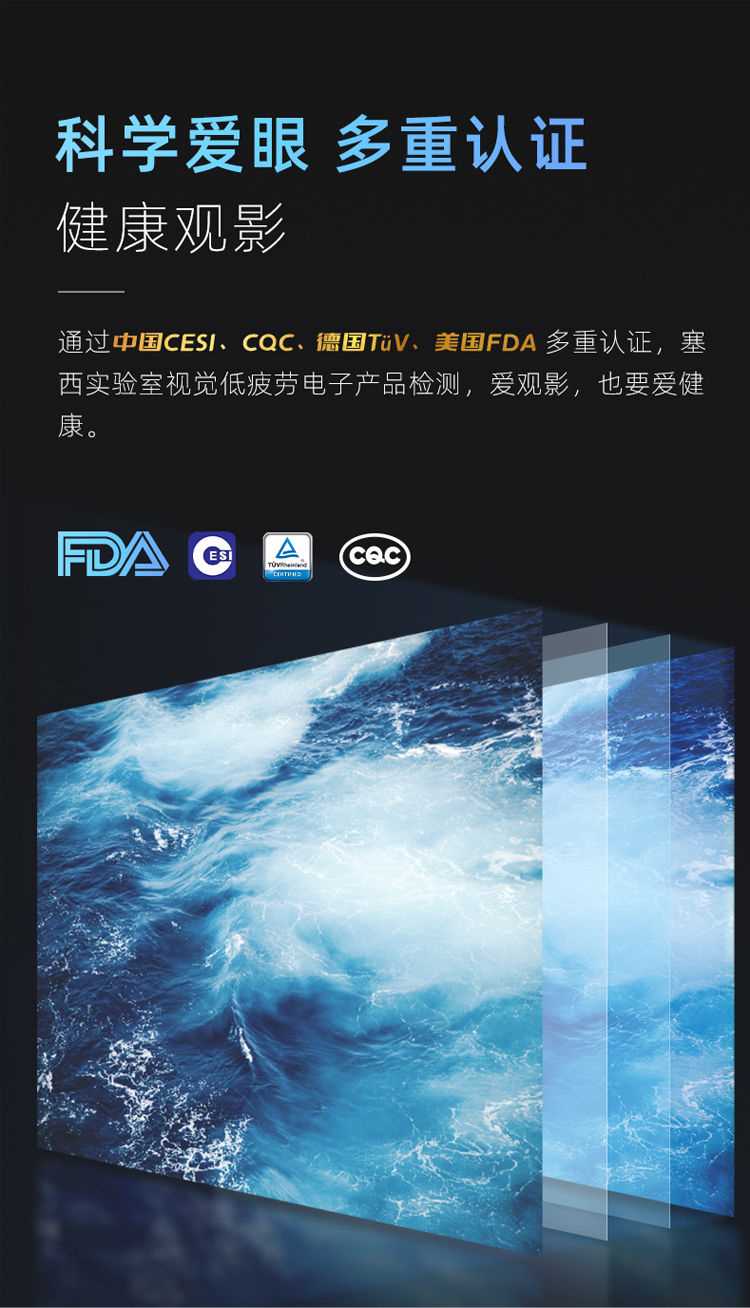 科学爱眼 多重认证
健康观影
通过中国CESI、CQC、德国TüV、美国FDA 多重认证，塞
西实验室视觉低疲劳电子产品检测，爱观影，也要爱健
康。
FDA CESI TÜVRheinland CERTIFIED CQC